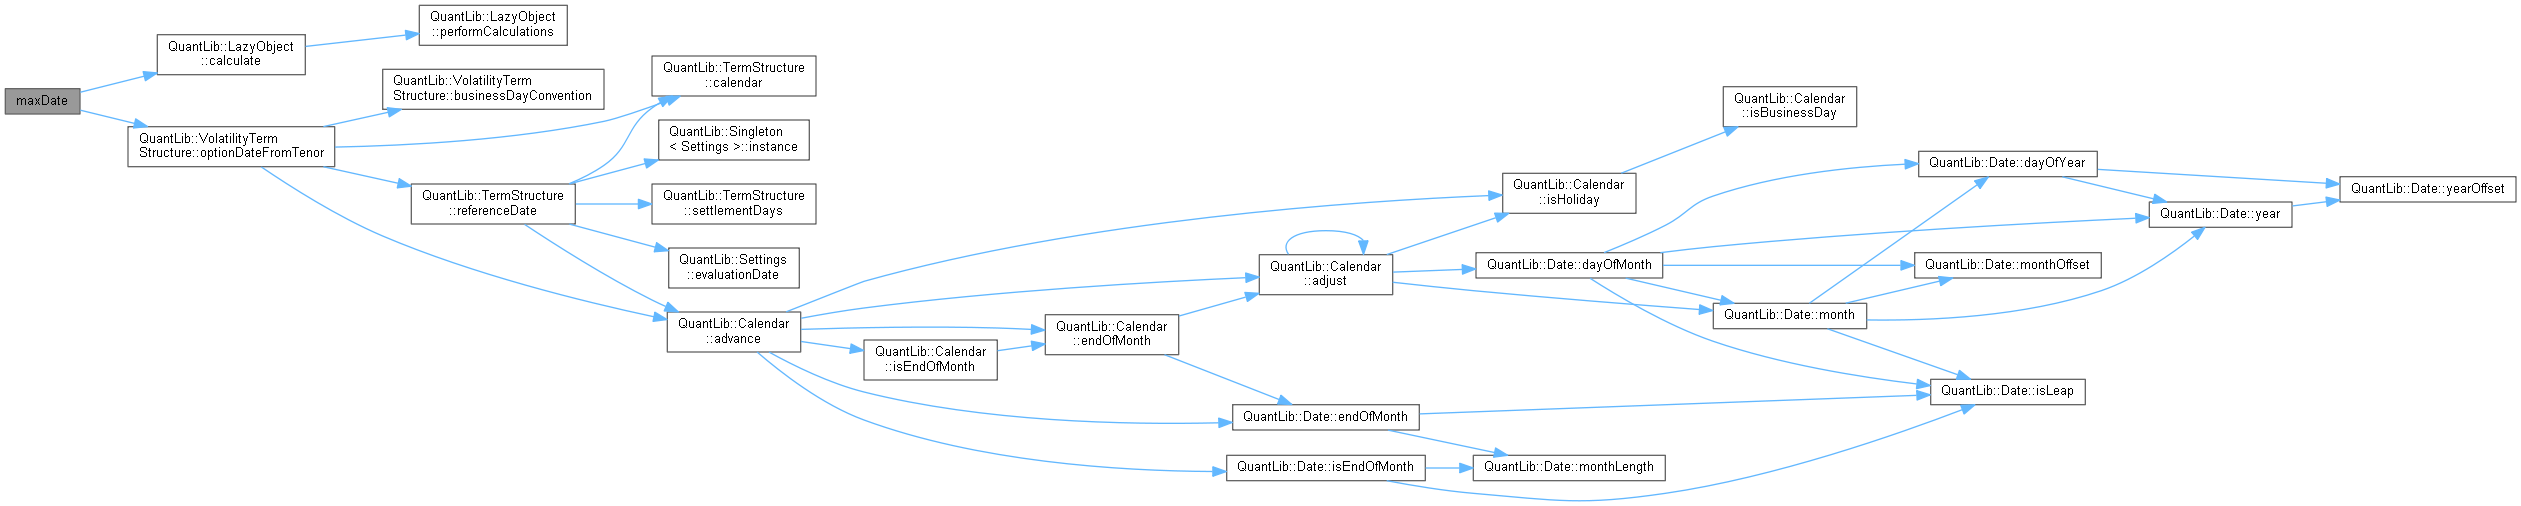 maxDate
QuantLib::LazyObject
::calculate
QuantLib::LazyObject
::performCalculations
QuantLib::VolatilityTerm
Structure::optionDateFromTenor
QuantLib::VolatilityTerm
Structure::businessDayConvention
QuantLib::TermStructure
::referenceDate
QuantLib::TermStructure
::calendar
QuantLib::Singleton
< Settings >::instance
QuantLib::TermStructure
::settlementDays
QuantLib::Settings
::evaluationDate
QuantLib::Calendar
::advance
QuantLib::Calendar
::isEndOfMonth
QuantLib::Calendar
::endOfMonth
QuantLib::Calendar
::adjust
QuantLib::Date::endOfMonth
QuantLib::Date::isEndOfMonth
QuantLib::Calendar
::isHoliday
QuantLib::Date::dayOfMonth
QuantLib::Date::monthLength
QuantLib::Calendar
::isBusinessDay
QuantLib::Date::month
QuantLib::Date::dayOfYear
QuantLib::Date::monthOffset
QuantLib::Date::isLeap
QuantLib::Date::year
QuantLib::Date::yearOffset